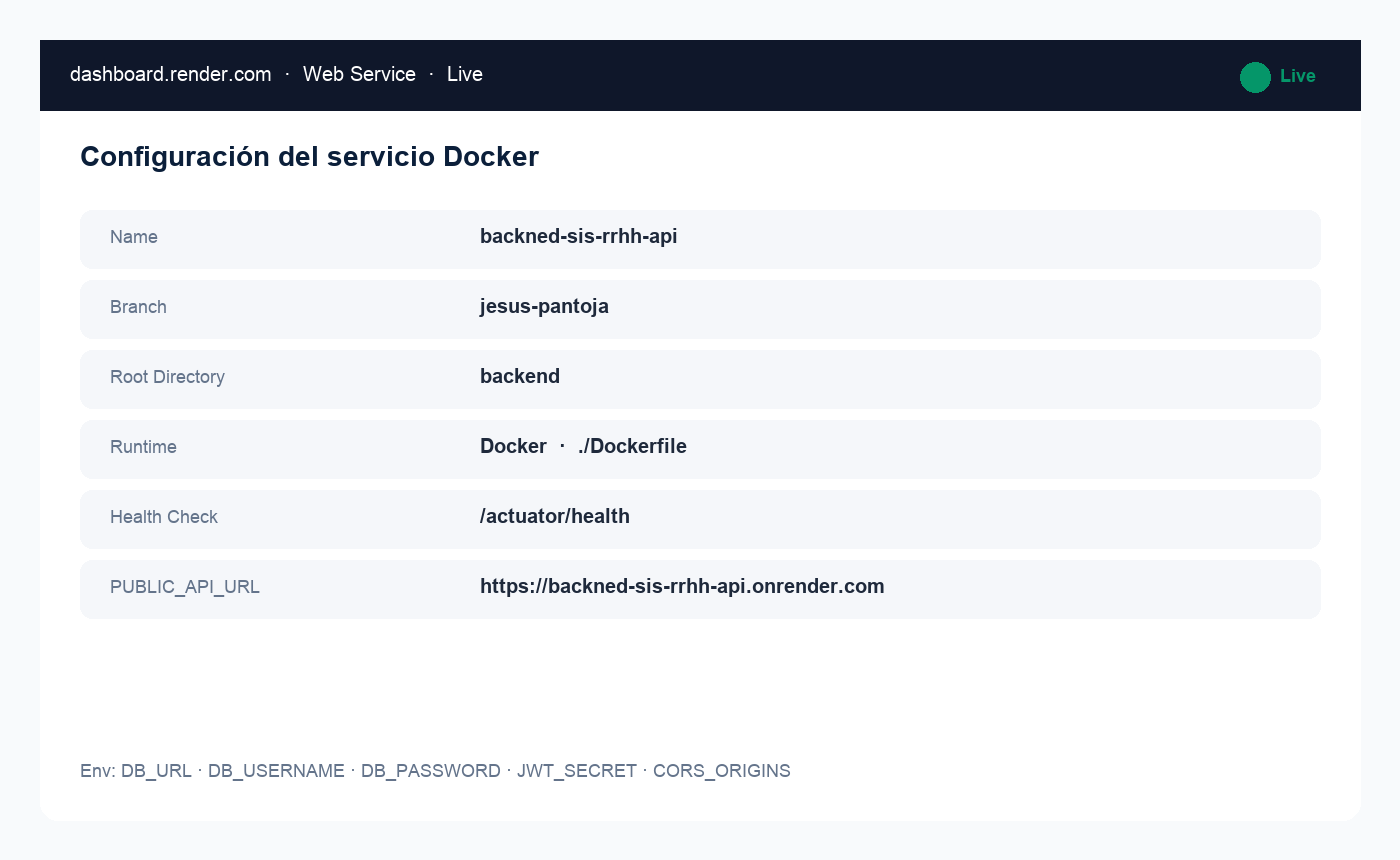 dashboard.render.com · Web Service · Live
Live
Configuración del servicio Docker
Name backned-sis-rrhh-api
Branch jesus-pantoja
Root Directory backend
Runtime Docker · ./Dockerfile
Health Check /actuator/health
PUBLIC_API_URL https://backned-sis-rrhh-api.onrender.com
Env: DB_URL · DB_USERNAME · DB_PASSWORD · JWT_SECRET · CORS_ORIGINS